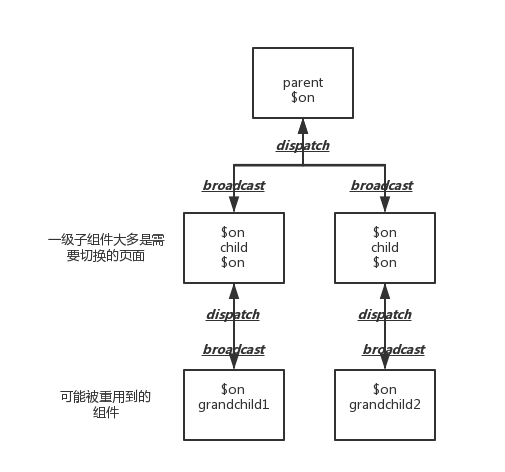 parent
$on
dispatch
broadcast
broadcast
一级子组件大多是需
要切换的页面
$on
child
$on
$on
child
$on
dispatch
dispatch
broadcast
broadcast
可能被重用到的
组件
$on
grandchild1
$on
grandchild2